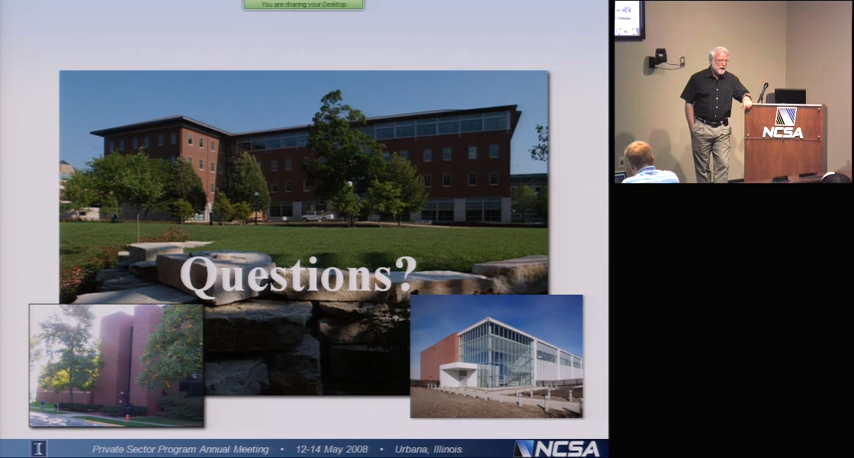 You are sharing your Desktop
Questions?
Private Sector Program Annual Meeting • 12-14 May 2008 • Urbana, Illinois
I
NCSA
NCSA